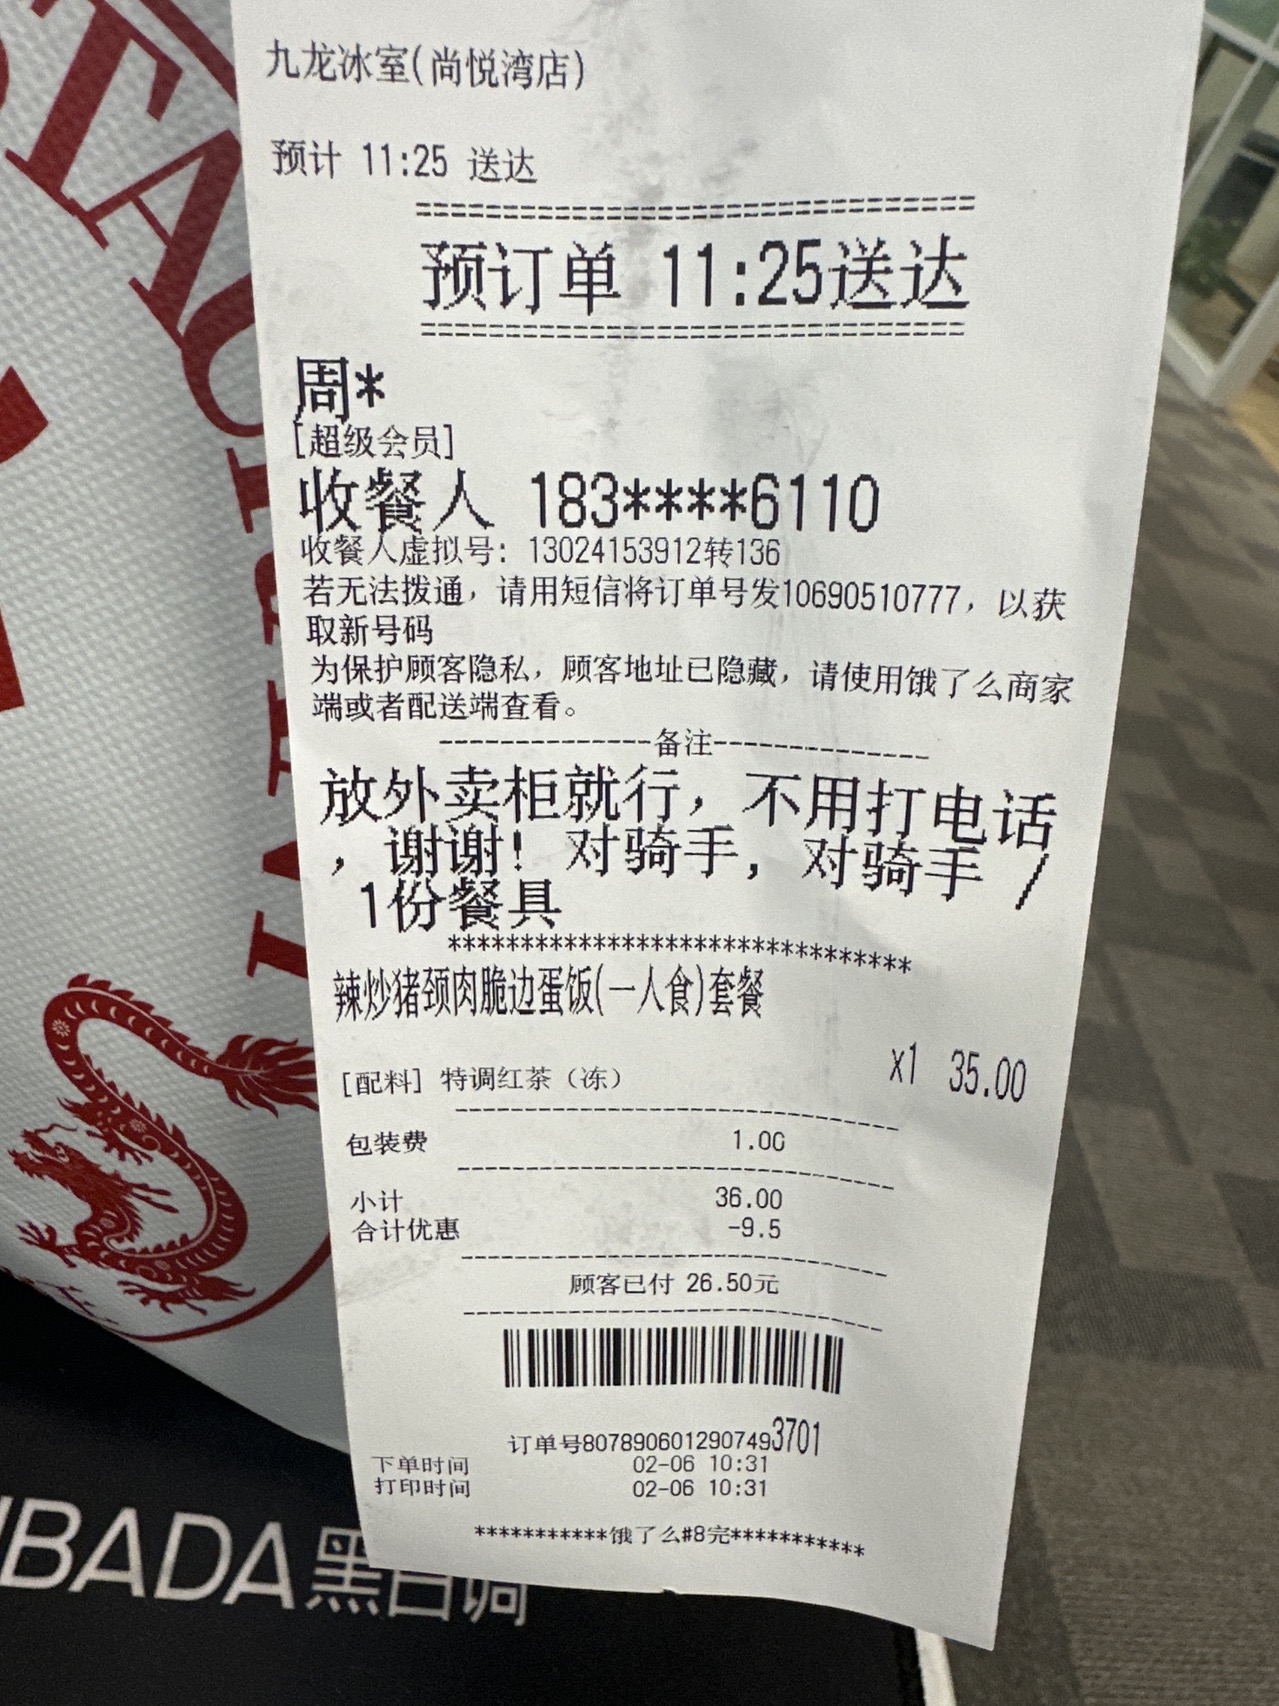 九龙冰室(尚悦湾店)
预计 11:25 送达
================================
预订单 11:25送达
================================
周*
[超级会员]
收餐人 183****6110
收餐人虚拟号: 13024153912转136
若无法拨通，请用短信将订单号发10690510777，以获
取新号码
为保护顾客隐私，顾客地址已隐藏，请使用饿了么商家
端或者配送端查看。
--------------备注--------------
放外卖柜就行，不用打电话
，谢谢！对骑手，对骑手 /
1份餐具
********************************
辣炒猪颈肉脆边蛋饭(一人食)套餐
x1 35.00
[配料] 特调红茶（冻）
包装费 1.00
小计 36.00
合计优惠 -9.5
顾客已付 26.50元
订单号8078906012907493701
下单时间 02-06 10:31
打印时间 02-06 10:31
***********饿了么#8完***********
BADA黑白调